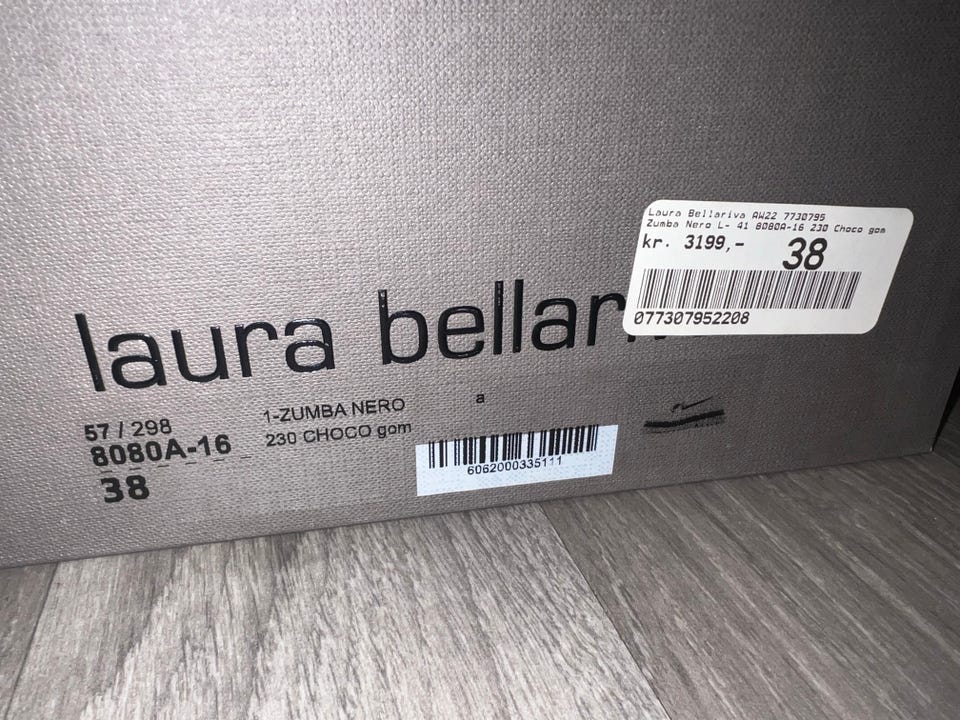 Laura Bellariva AW22 7730795
Zumba Nero L- 41 8080A-16 230 Choco gom
kr. 3199,- 38
077307952208
laura bellari
57 / 298
8080A-16
38
1-ZUMBA NERO
230 CHOCO gom
a
6062000335111